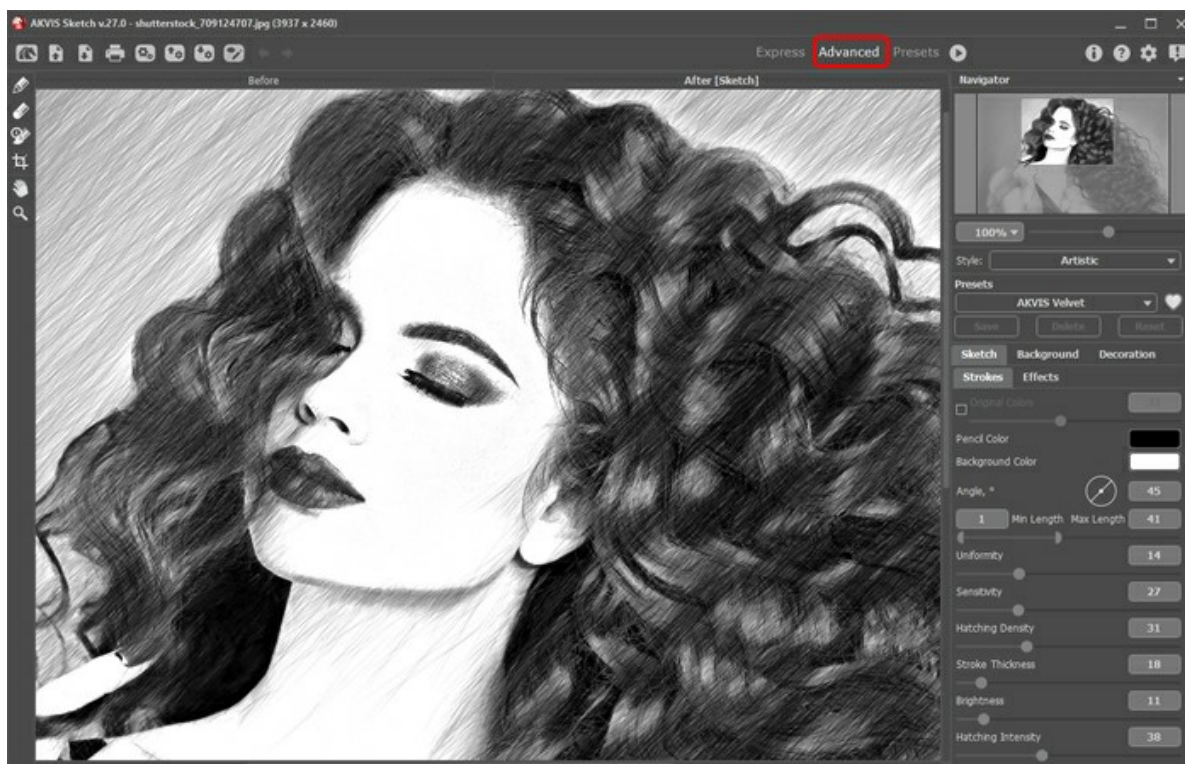 AKVIS Sketch v.27.0 - shutterstock_709124707.jpg (3937 x 2460)
Express Advanced Presets
Before After [Sketch] Navigator
100%
Style: Artistic
Presets
AKVIS Velvet
Save Delete Reset
Sketch Background Decoration
Strokes Effects
Original Colors
Pencil Color
Background Color
Angle, ° 45
1 Min Length Max Length 41
Uniformity 14
Sensitivity 27
Hatching Density 31
Stroke Thickness 18
Brightness 11
Hatching Intensity 38